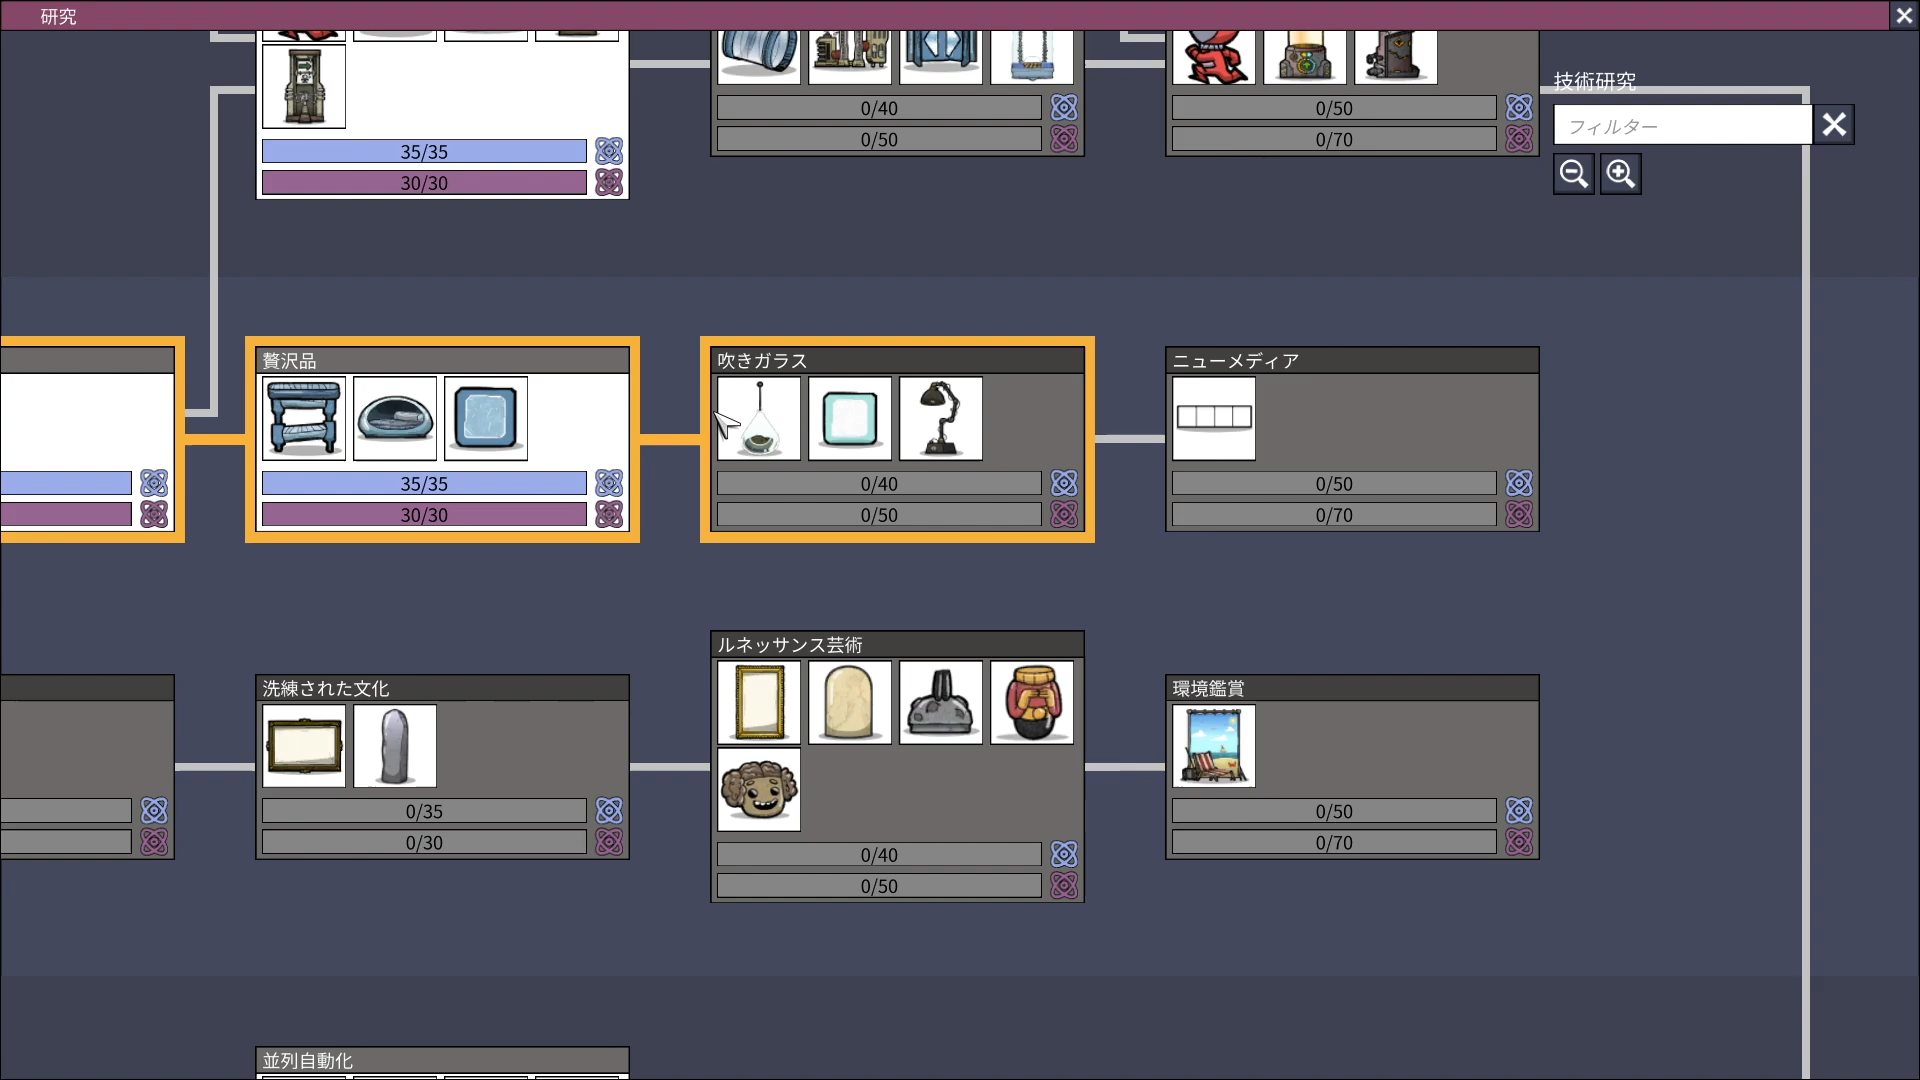 研究
技術研究
フィルター
35/35
30/30
0/40
0/50
0/50
0/70
贅沢品
35/35
30/30
吹きガラス
0/40
0/50
ニューメディア
0/50
0/70
洗練された文化
0/35
0/30
ルネッサンス芸術
0/40
0/50
環境鑑賞
0/50
0/70
並列自動化